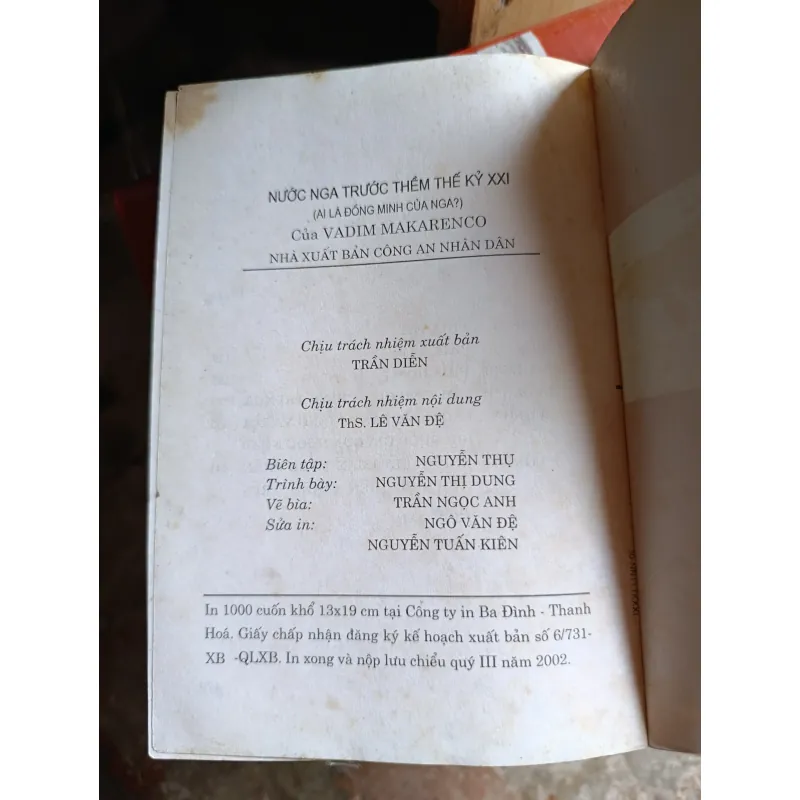 NƯỚC NGA TRƯỚC THỀM THẾ KỶ XXI
(AI LÀ ĐỒNG MINH CỦA NGA?)
Của VADIM MAKARENCO
NHÀ XUẤT BẢN CÔNG AN NHÂN DÂN
Chịu trách nhiệm xuất bản
TRẦN DIỄN
Chịu trách nhiệm nội dung
ThS. LÊ VĂN ĐỆ
Biên tập: NGUYỄN THỤ
Trình bày: NGUYỄN THỊ DUNG
Vẽ bìa: TRẦN NGỌC ANH
Sửa in: NGÔ VĂN ĐỆ
NGUYỄN TUẤN KIÊN
In 1000 cuốn khổ 13x19 cm tại Công ty in Ba Đình - Thanh
Hoá. Giấy chấp nhận đăng ký kế hoạch xuất bản số 6/731-
XB -QLXB. In xong và nộp lưu chiểu quý III năm 2002.